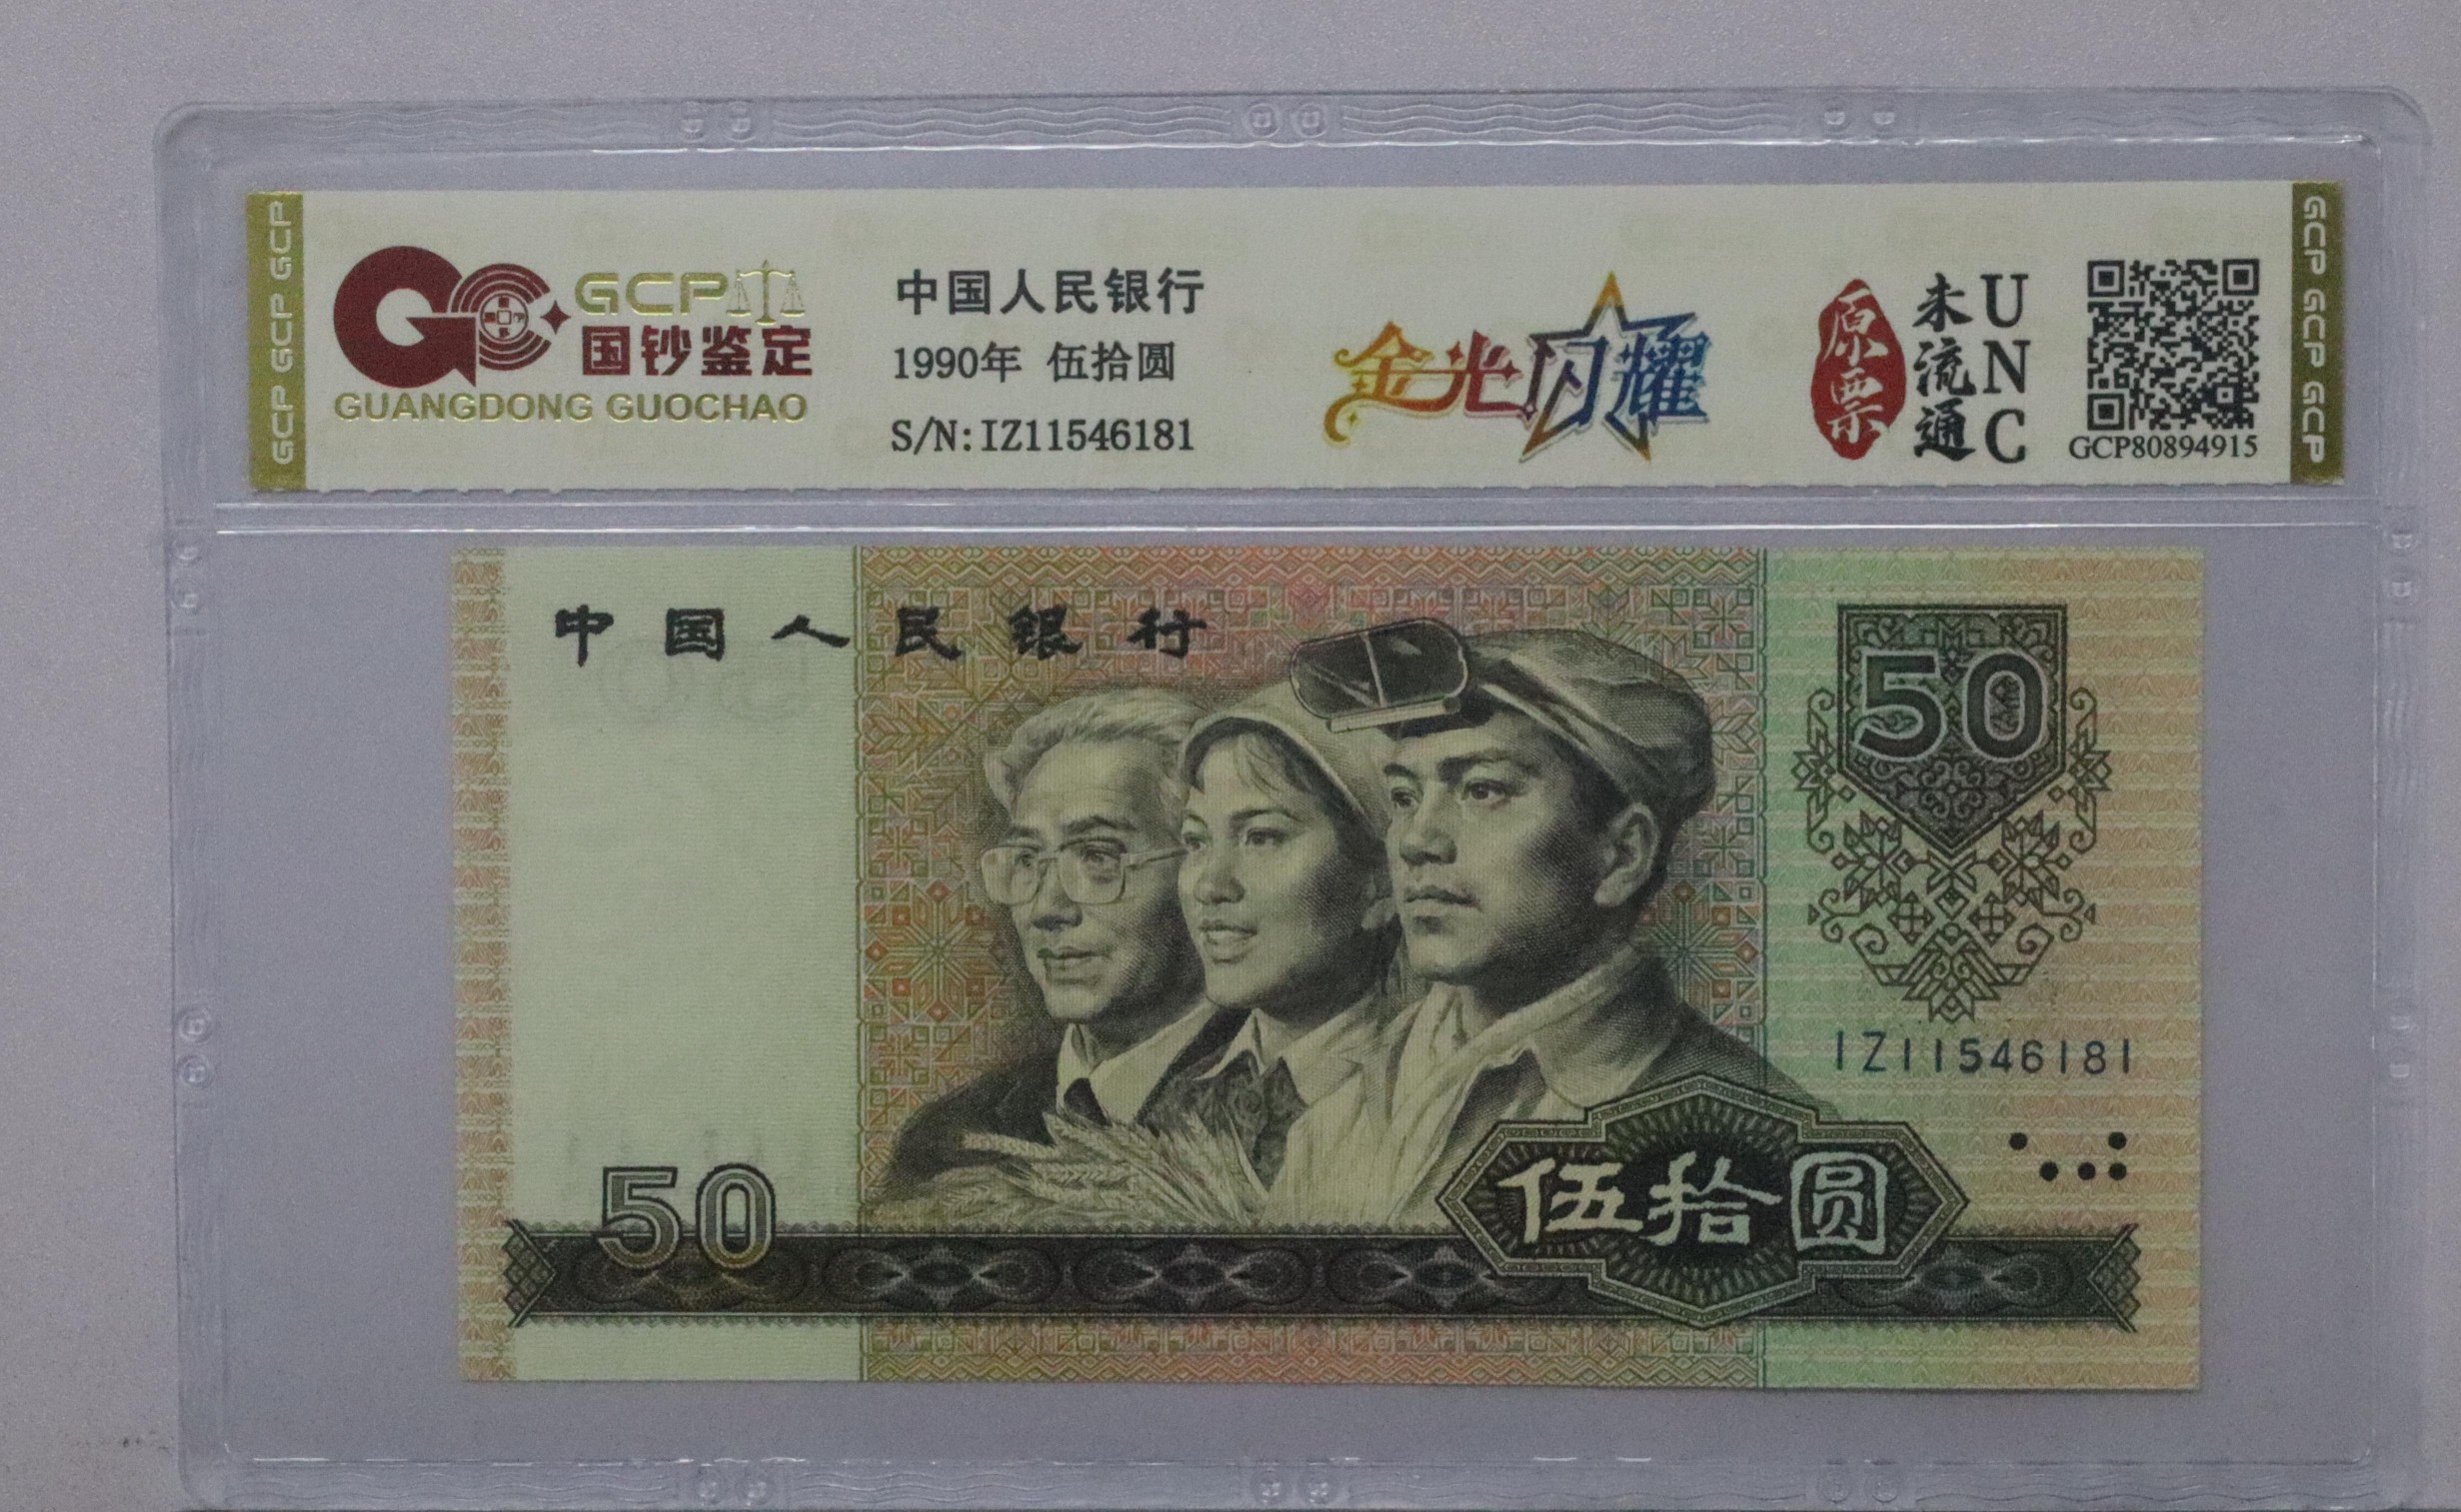 GCP GCP GCP
GCP
国钞鉴定
GUANGDONG GUOCHAO
中国人民银行
1990年 伍拾圆
S/N:IZ11546181
金光闪耀
原票
未流通
UNC
GCP80894915
GCP GCP GCP
中国人民银行
50
IZ11546181
50
伍拾圆